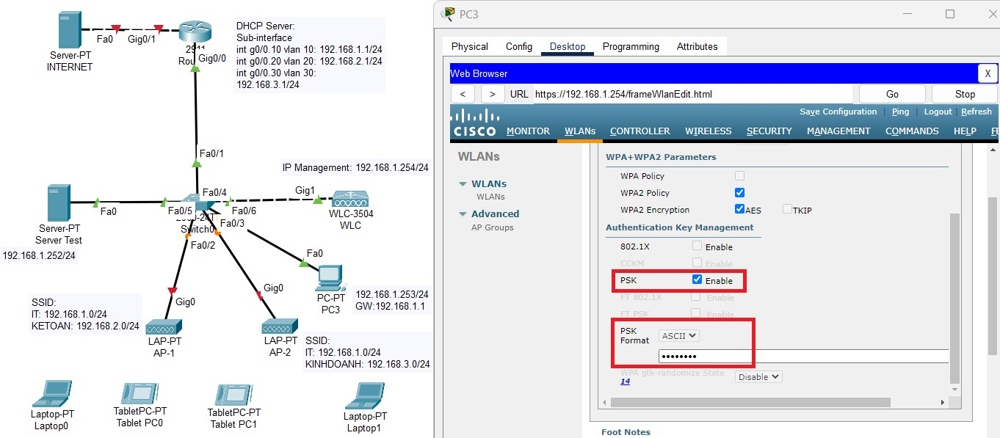 Server-PT
INTERNET
Fa0
Gig0/1
2911
Gig0/0
DHCP Server:
Sub-interface
int g0/0.10 vlan 10: 192.168.1.1/24
int g0/0.20 vlan 20: 192.168.2.1/24
int g0/0.30 vlan 30:
192.168.3.1/24
Fa0/1
IP Management: 192.168.1.254/24
Fa0/4
Gig1
Fa0
Fa0/5
Fa0/6
Fa0/3
Switch0
Fa0/2
WLC-3504
WLC
Server-PT
Server Test
192.168.1.252/24
Fa0
PC-PT
PC3
192.168.1.253/24
GW:192.168.1.1
Gig0
Gig0
SSID:
IT: 192.168.1.0/24
KETOAN: 192.168.2.0/24
LAP-PT
AP-1
LAP-PT
AP-2
SSID:
IT: 192.168.1.0/24
KINHDOANH: 192.168.3.0/24
Laptop-PT
Laptop0
TabletPC-PT
Tablet PC0
TabletPC-PT
Tablet PC1
Laptop-PT
Laptop1
PC3
Physical Config Desktop Programming Attributes
Web Browser X
< > URL https://192.168.1.254/frameWlanEdit.html Go Stop
Save Configuration | Ping | Logout | Refresh
CISCO MONITOR WLANs CONTROLLER WIRELESS SECURITY MANAGEMENT COMMANDS HELP
WLANs
WLANs
WLANs
Advanced
AP Groups
WPA+WPA2 Parameters
WPA Policy
WPA2 Policy
WPA2 Encryption AES TKIP
Authentication Key Management
802.1X Enable
CCKM Enable
PSK Enable
FT 802.1X Enable
FT PSK Enable
PSK
Format ASCII
••••••••
WPA gtk-randomize State Disable
14
Foot Notes